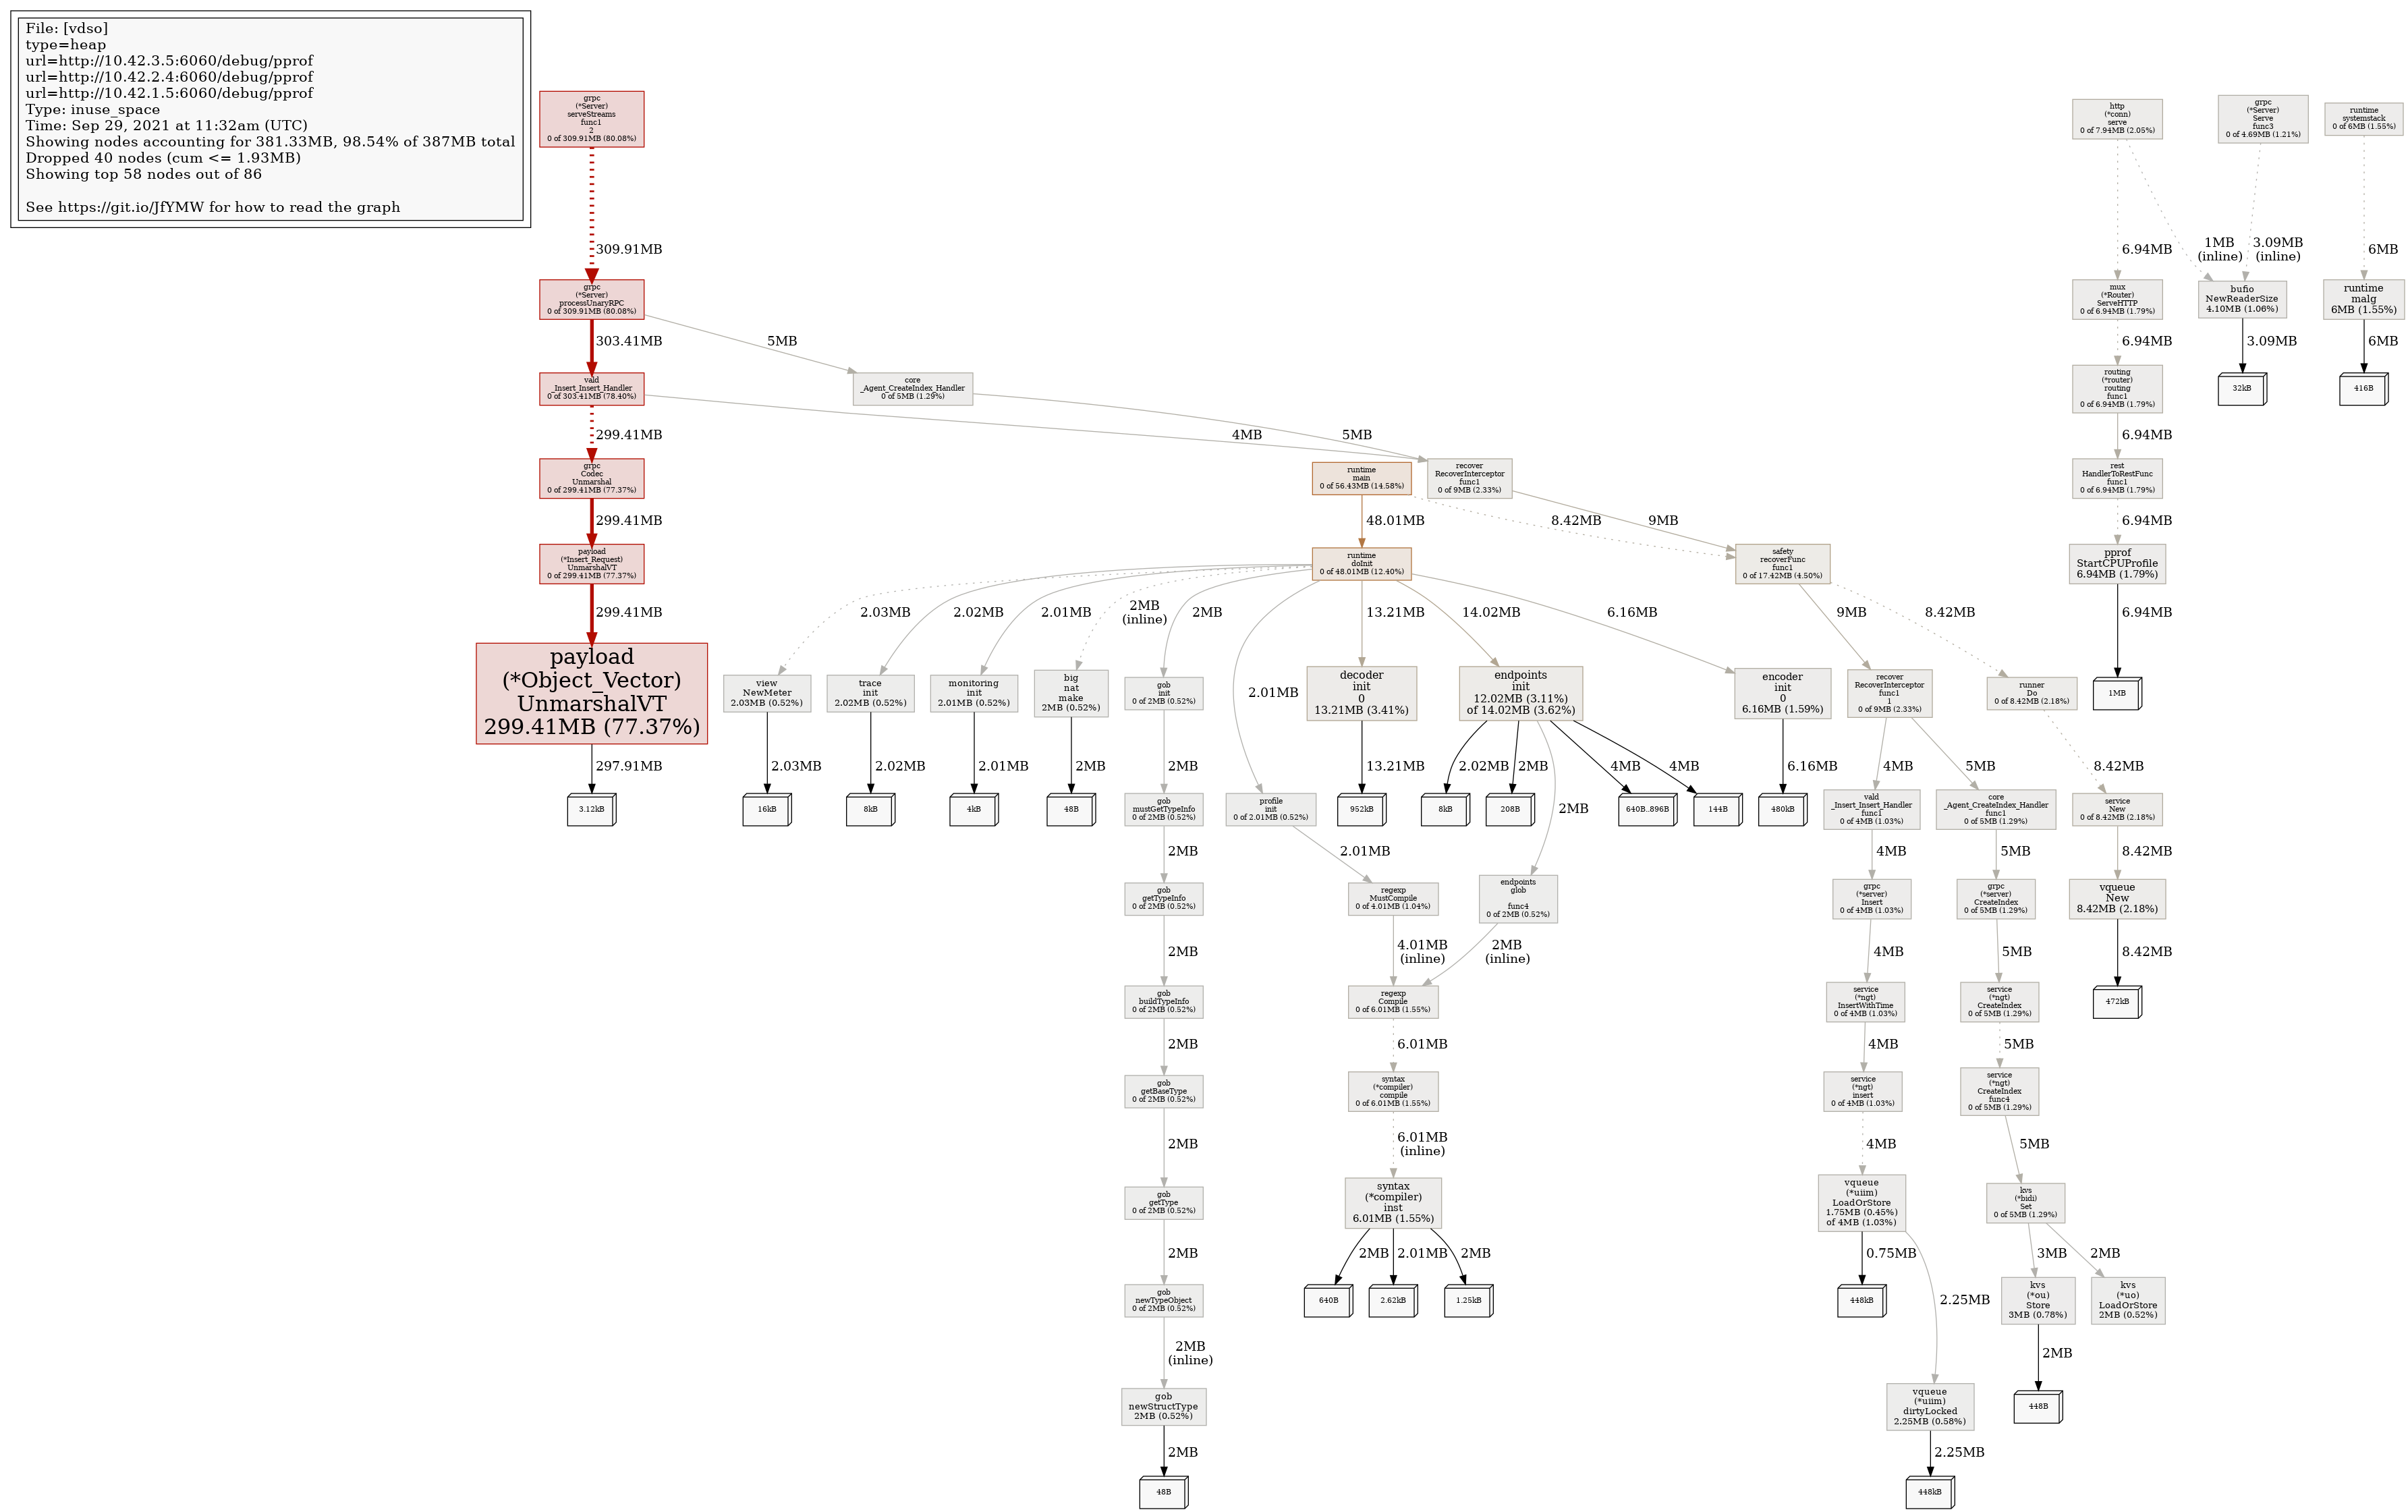 File: [vdso]
type=heap
url=http://10.42.3.5:6060/debug/pprof
url=http://10.42.2.4:6060/debug/pprof
url=http://10.42.1.5:6060/debug/pprof
Type: inuse_space
Time: Sep 29, 2021 at 11:32am (UTC)
Showing nodes accounting for 381.33MB, 98.54% of 387MB total
Dropped 40 nodes (cum <= 1.93MB)
Showing top 58 nodes out of 86
See https://git.io/JfYMW for how to read the graph
grpc
(*Server)
serveStreams
func1
2
0 of 309.91MB (80.08%)
http
(*conn)
serve
0 of 7.94MB (2.05%)
grpc
(*Server)
Serve
func3
0 of 4.69MB (1.21%)
runtime
systemstack
0 of 6MB (1.55%)
309.91MB
6.94MB
1MB
(inline)
3.09MB
(inline)
6MB
grpc
(*Server)
processUnaryRPC
0 of 309.91MB (80.08%)
mux
(*Router)
ServeHTTP
0 of 6.94MB (1.79%)
bufio
NewReaderSize
4.10MB (1.06%)
runtime
malg
6MB (1.55%)
303.41MB
5MB
6.94MB
3.09MB
6MB
vald
_Insert_Insert_Handler
0 of 303.41MB (78.40%)
core
_Agent_CreateIndex_Handler
0 of 5MB (1.29%)
routing
(*router)
routing
func1
0 of 6.94MB (1.79%)
32kB
416B
299.41MB
4MB
5MB
6.94MB
grpc
Codec
Unmarshal
0 of 299.41MB (77.37%)
runtime
main
0 of 56.43MB (14.58%)
recover
RecoverInterceptor
func1
0 of 9MB (2.33%)
rest
HandlerToRestFunc
func1
0 of 6.94MB (1.79%)
299.41MB
48.01MB
8.42MB
9MB
6.94MB
payload
(*Insert_Request)
UnmarshalVT
0 of 299.41MB (77.37%)
runtime
doInit
0 of 48.01MB (12.40%)
safety
recoverFunc
func1
0 of 17.42MB (4.50%)
pprof
StartCPUProfile
6.94MB (1.79%)
299.41MB
2.03MB
2.02MB
2.01MB
2MB
(inline)
2MB
2.01MB
13.21MB
14.02MB
6.16MB
9MB
8.42MB
6.94MB
payload
(*Object_Vector)
UnmarshalVT
299.41MB (77.37%)
view
NewMeter
2.03MB (0.52%)
trace
init
2.02MB (0.52%)
monitoring
init
2.01MB (0.52%)
big
nat
make
2MB (0.52%)
gob
init
0 of 2MB (0.52%)
decoder
init
0
13.21MB (3.41%)
endpoints
init
12.02MB (3.11%)
of 14.02MB (3.62%)
encoder
init
0
6.16MB (1.59%)
recover
RecoverInterceptor
func1
1
0 of 9MB (2.33%)
runner
Do
0 of 8.42MB (2.18%)
1MB
297.91MB
2.03MB
2.02MB
2.01MB
2MB
2MB
13.21MB
2.02MB
2MB
2MB
4MB
4MB
6.16MB
4MB
5MB
8.42MB
3.12kB
16kB
8kB
4kB
48B
gob
mustGetTypeInfo
0 of 2MB (0.52%)
profile
init
0 of 2.01MB (0.52%)
952kB
8kB
208B
640B..896B
144B
480kB
vald
_Insert_Insert_Handler
func1
0 of 4MB (1.03%)
core
_Agent_CreateIndex_Handler
func1
0 of 5MB (1.29%)
service
New
0 of 8.42MB (2.18%)
2MB
2.01MB
4MB
5MB
8.42MB
gob
getTypeInfo
0 of 2MB (0.52%)
regexp
MustCompile
0 of 4.01MB (1.04%)
endpoints
glob
func4
0 of 2MB (0.52%)
grpc
(*server)
Insert
0 of 4MB (1.03%)
grpc
(*server)
CreateIndex
0 of 5MB (1.29%)
vqueue
New
8.42MB (2.18%)
2MB
4.01MB
(inline)
2MB
(inline)
4MB
5MB
8.42MB
gob
buildTypeInfo
0 of 2MB (0.52%)
regexp
Compile
0 of 6.01MB (1.55%)
service
(*ngt)
InsertWithTime
0 of 4MB (1.03%)
service
(*ngt)
CreateIndex
0 of 5MB (1.29%)
472kB
2MB
6.01MB
4MB
5MB
gob
getBaseType
0 of 2MB (0.52%)
syntax
(*compiler)
compile
0 of 6.01MB (1.55%)
service
(*ngt)
insert
0 of 4MB (1.03%)
service
(*ngt)
CreateIndex
func4
0 of 5MB (1.29%)
2MB
6.01MB
(inline)
4MB
5MB
gob
getType
0 of 2MB (0.52%)
syntax
(*compiler)
inst
6.01MB (1.55%)
vqueue
(*uiim)
LoadOrStore
1.75MB (0.45%)
of 4MB (1.03%)
kvs
(*bidi)
Set
0 of 5MB (1.29%)
2MB
2MB
2.01MB
2MB
0.75MB
2.25MB
3MB
2MB
gob
newTypeObject
0 of 2MB (0.52%)
640B
2.62kB
1.25kB
448kB
kvs
(*ou)
Store
3MB (0.78%)
kvs
(*uo)
LoadOrStore
2MB (0.52%)
2MB
(inline)
2MB
gob
newStructType
2MB (0.52%)
vqueue
(*uiim)
dirtyLocked
2.25MB (0.58%)
448B
2MB
2.25MB
48B
448kB